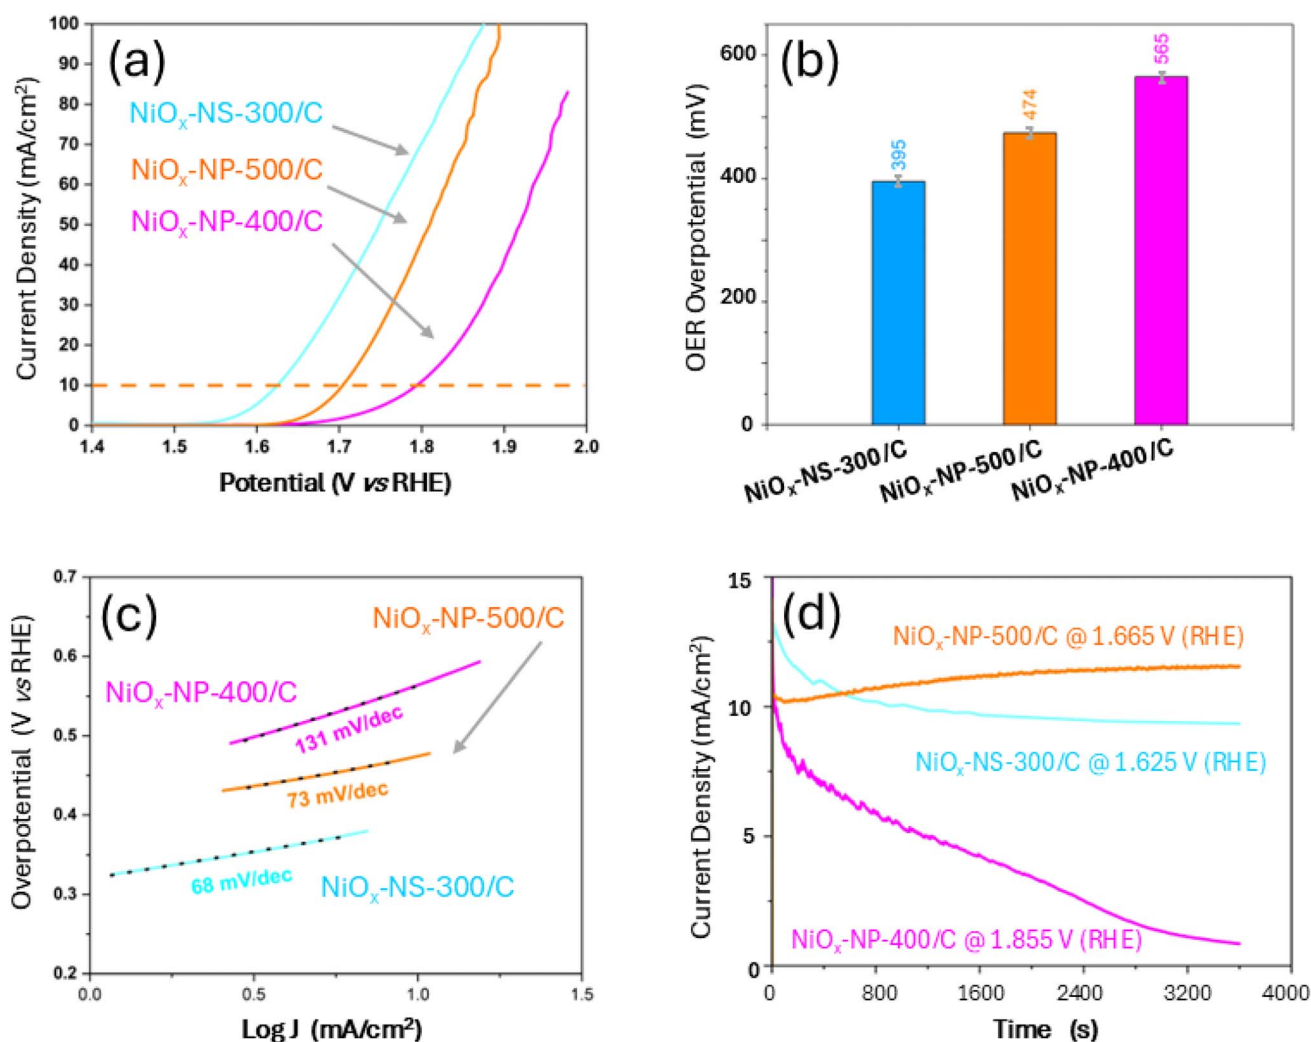 (a)
NiOx-NS-300/C
NiOx-NP-500/C
NiOx-NP-400/C
Current Density (mA/cm²)
100
90
80
70
60
50
40
30
20
10
0
1.4 1.5 1.6 1.7 1.8 1.9 2.0
Potential (V vs RHE)
(b)
OER Overpotential (mV)
600
400
200
0
395
474
565
NiOx-NS-300/C
NiOx-NP-500/C
NiOx-NP-400/C
(c)
NiOx-NP-500/C
NiOx-NP-400/C
131 mV/dec
73 mV/dec
68 mV/dec
NiOx-NS-300/C
Overpotential (V vs RHE)
0.7
0.6
0.5
0.4
0.3
0.2
0.0 0.5 1.0 1.5
Log J (mA/cm²)
(d)
NiOx-NP-500/C @ 1.665 V (RHE)
NiOx-NS-300/C @ 1.625 V (RHE)
NiOx-NP-400/C @ 1.855 V (RHE)
Current Density (mA/cm²)
15
10
5
0
0 800 1600 2400 3200 4000
Time (s)